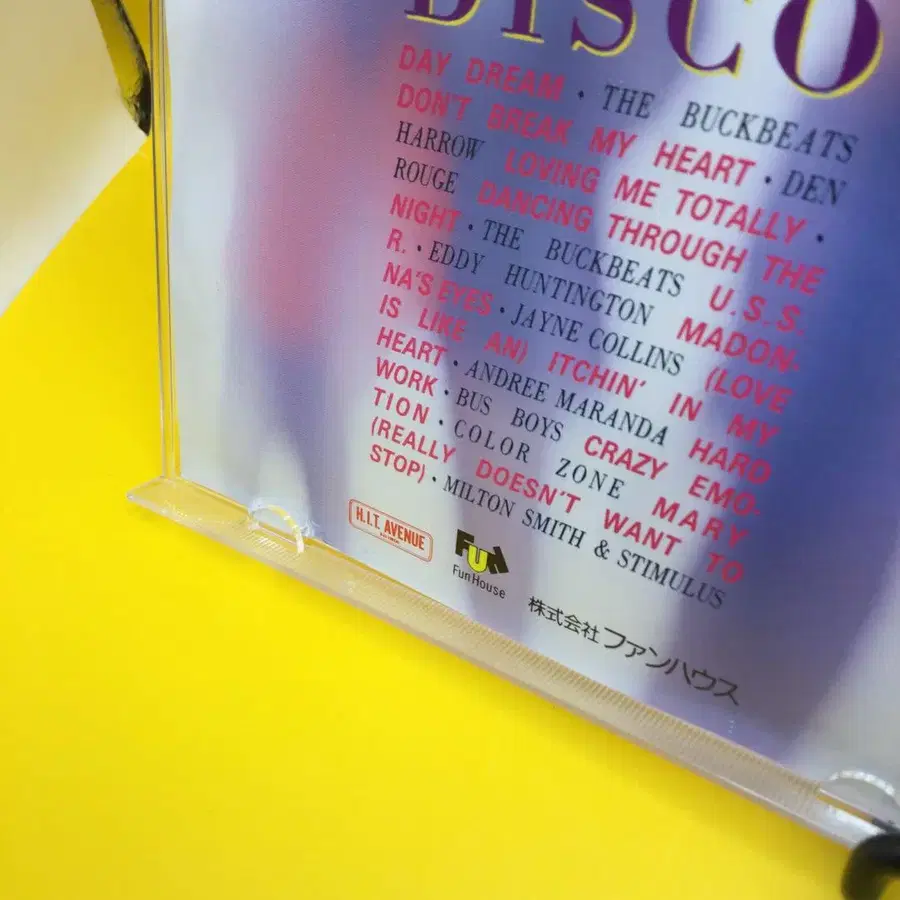 DISCO
DAY DREAM • THE BUCKBEATS
DON'T BREAK MY HEART • DEN
HARROW LOVING ME TOTALLY •
ROUGE DANCING THROUGH THE
NIGHT • THE BUCKBEATS U.S.S.
R. • EDDY HUNTINGTON MADON-
NA'S EYES • JAYNE COLLINS (LOVE
IS LIKE AN) ITCHIN' IN MY
HEART • ANDREE MARANDA HARD
WORK • BUS BOYS CRAZY EMO-
TION • COLOR ZONE MARY
(REALLY DOESN'T WANT TO
STOP) • MILTON SMITH & STIMULUS
H.I.T. AVENUE
FUN
FunHouse
株式会社 ファンハウス